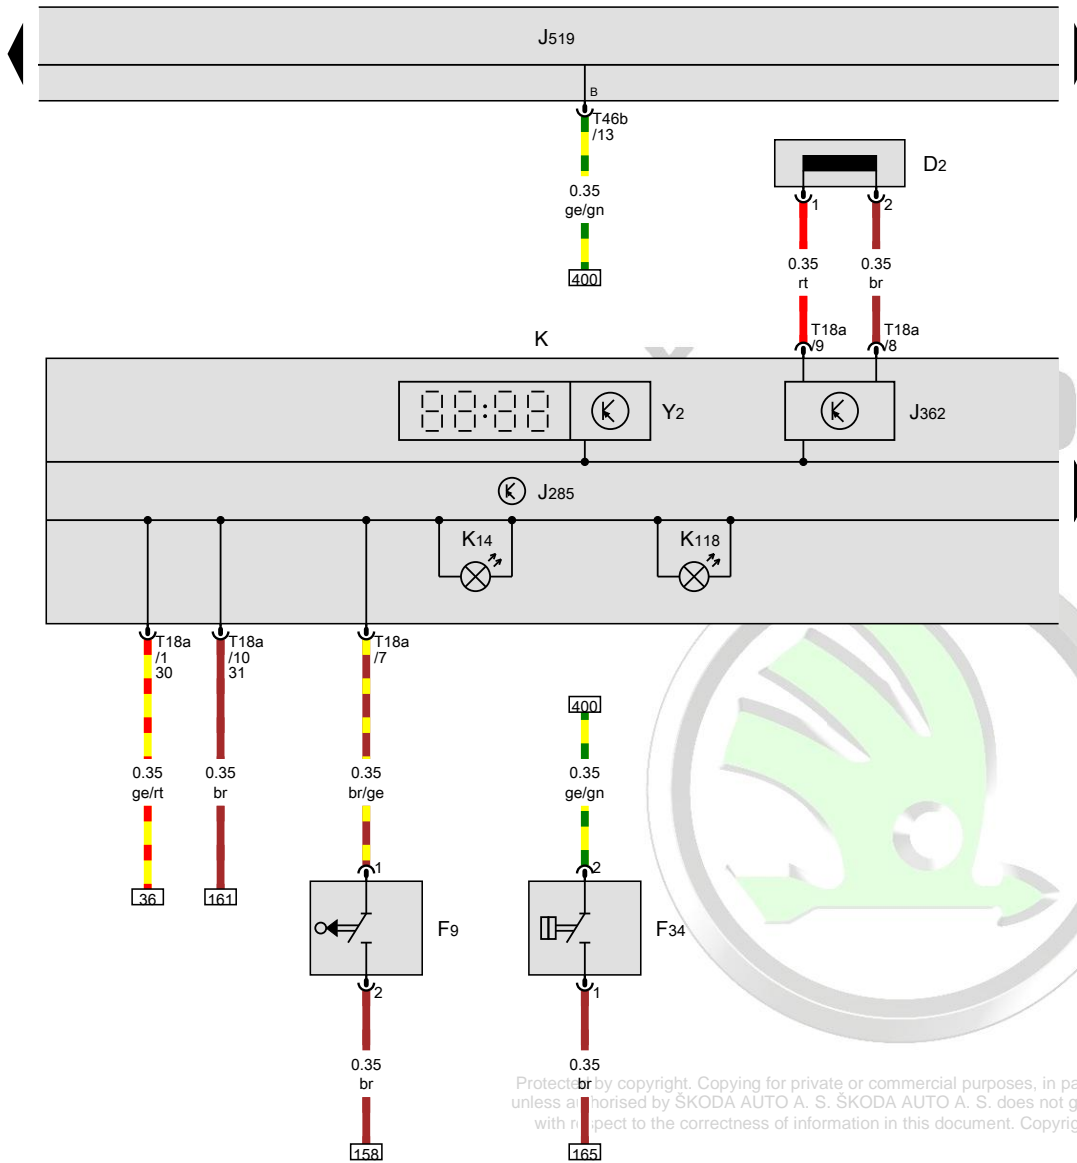 J519
B
T46b
/13
0.35
ge/gn
400
D2
1
2
0.35
rt
0.35
br
T18a
/9
T18a
/8
K
Y2
J362
J285
K14
K118
T18a
/1
30
T18a
/10
31
T18a
/7
400
0.35
ge/rt
0.35
br
0.35
br/ge
0.35
ge/gn
36
161
1
2
F9
F34
2
1
0.35
br
0.35
br
158
165
Protected by copyright. Copying for private or commercial purposes, in
unless authorised by ŠKODA AUTO A. S. ŠKODA AUTO A. S. does not
with respect to the correctness of information in this document.